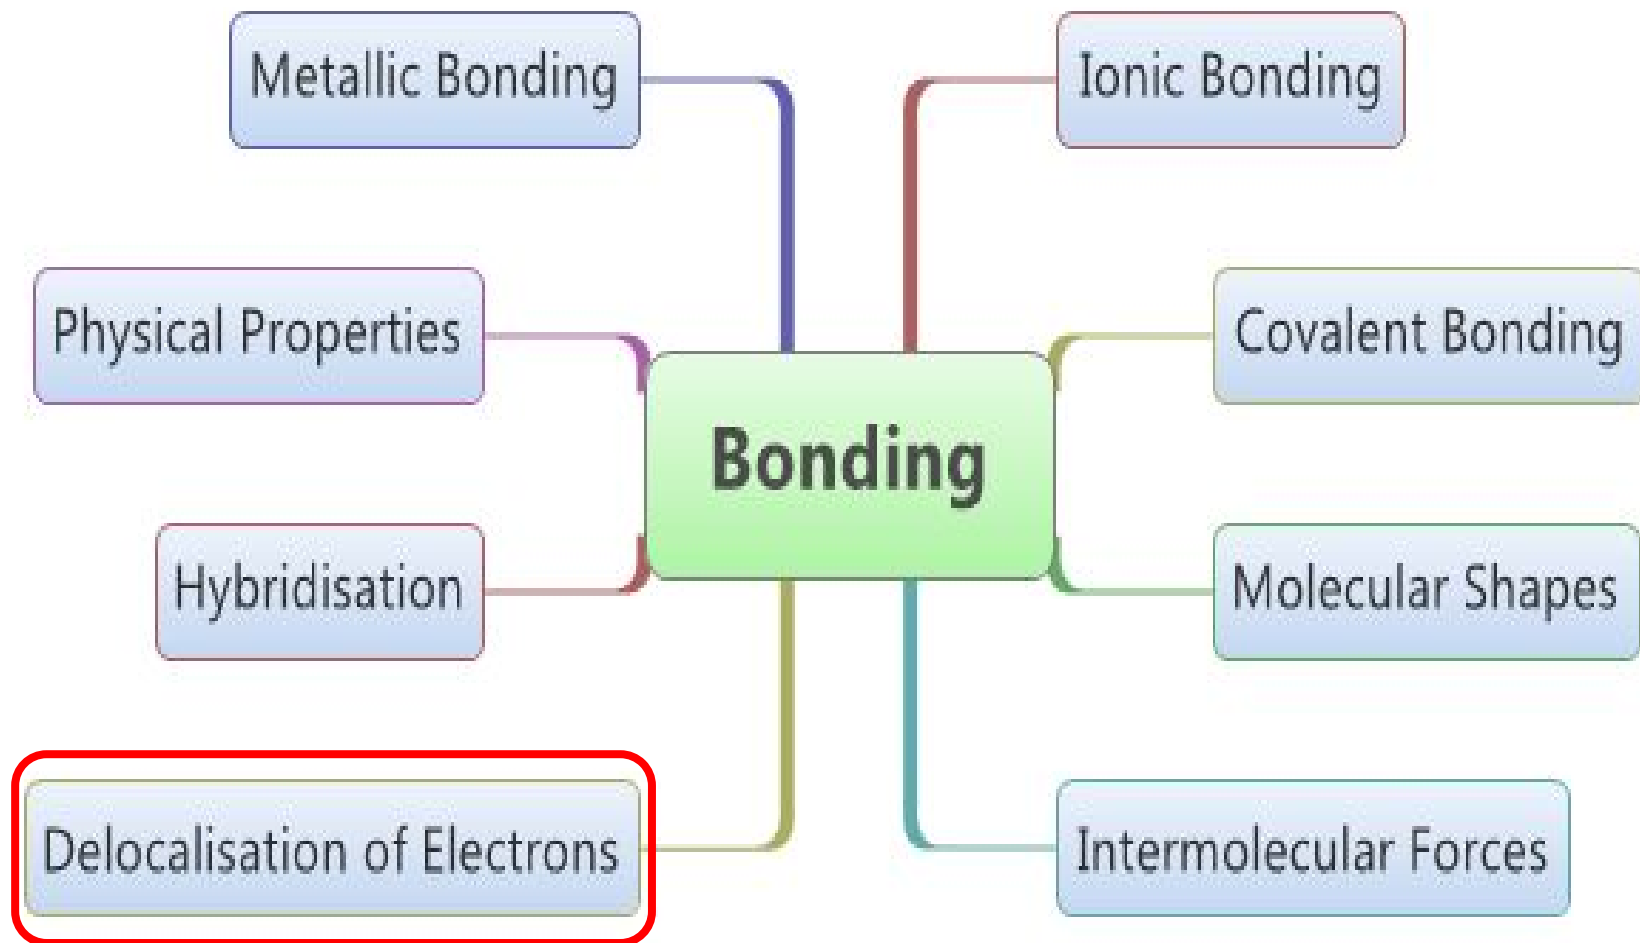 Metallic Bonding
Ionic Bonding
Physical Properties
Covalent Bonding
Bonding
Hybridisation
Molecular Shapes
Delocalisation of Electrons
Intermolecular Forces